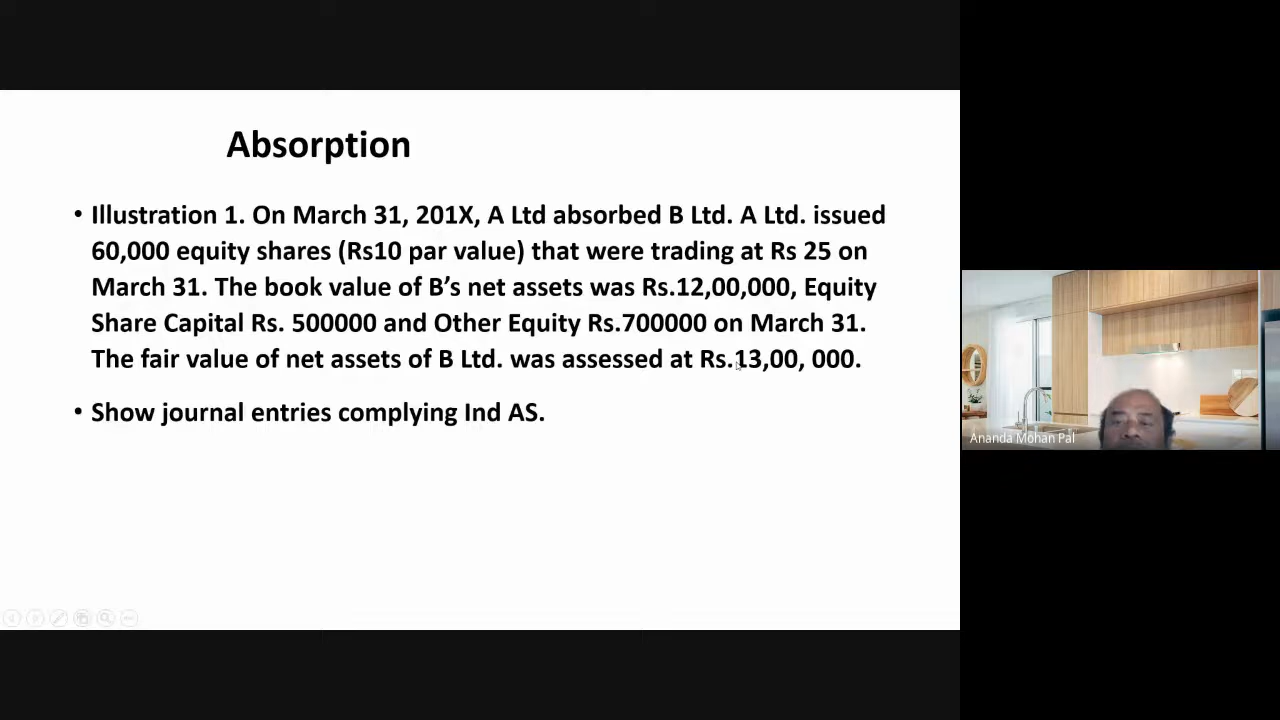 Absorption
• Illustration 1. On March 31, 201X, A Ltd absorbed B Ltd. A Ltd. issued
60,000 equity shares (Rs10 par value) that were trading at Rs 25 on
March 31. The book value of B’s net assets was Rs.12,00,000, Equity
Share Capital Rs. 500000 and Other Equity Rs.700000 on March 31.
The fair value of net assets of B Ltd. was assessed at Rs.13,00, 000.
• Show journal entries complying Ind AS.
Ananda Mohan Pal